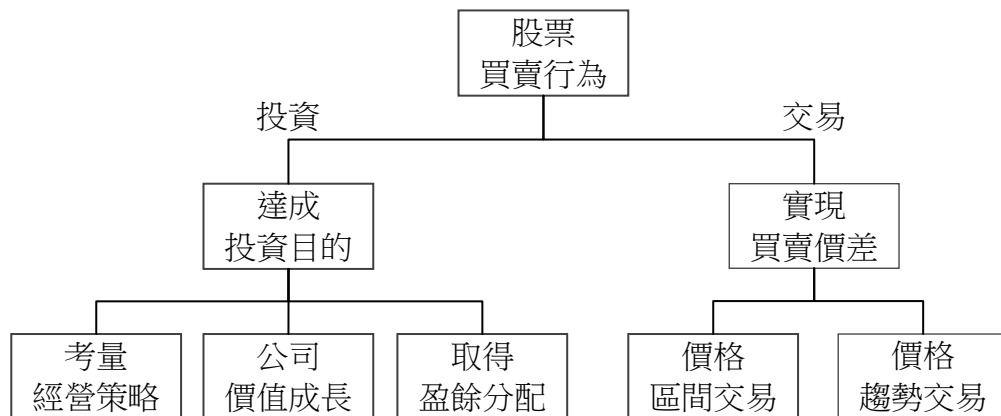 股票
買賣行為
投資
交易
達成
投資目的
實現
買賣價差
考量
經營策略
公司
價值成長
取得
盈餘分配
價格
區間交易
價格
趨勢交易